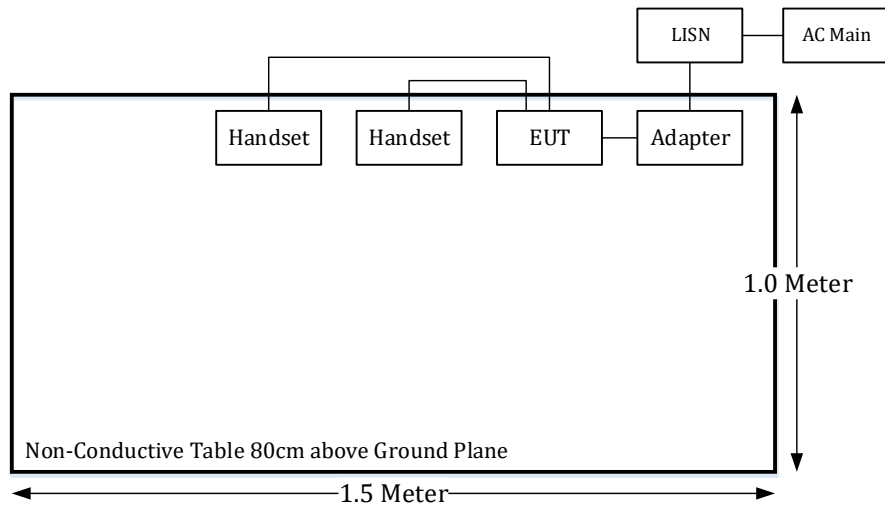 LISN
AC Main
Handset
Handset
EUT
Adapter
1.0 Meter
Non-Conductive Table 80cm above Ground Plane
1.5 Meter